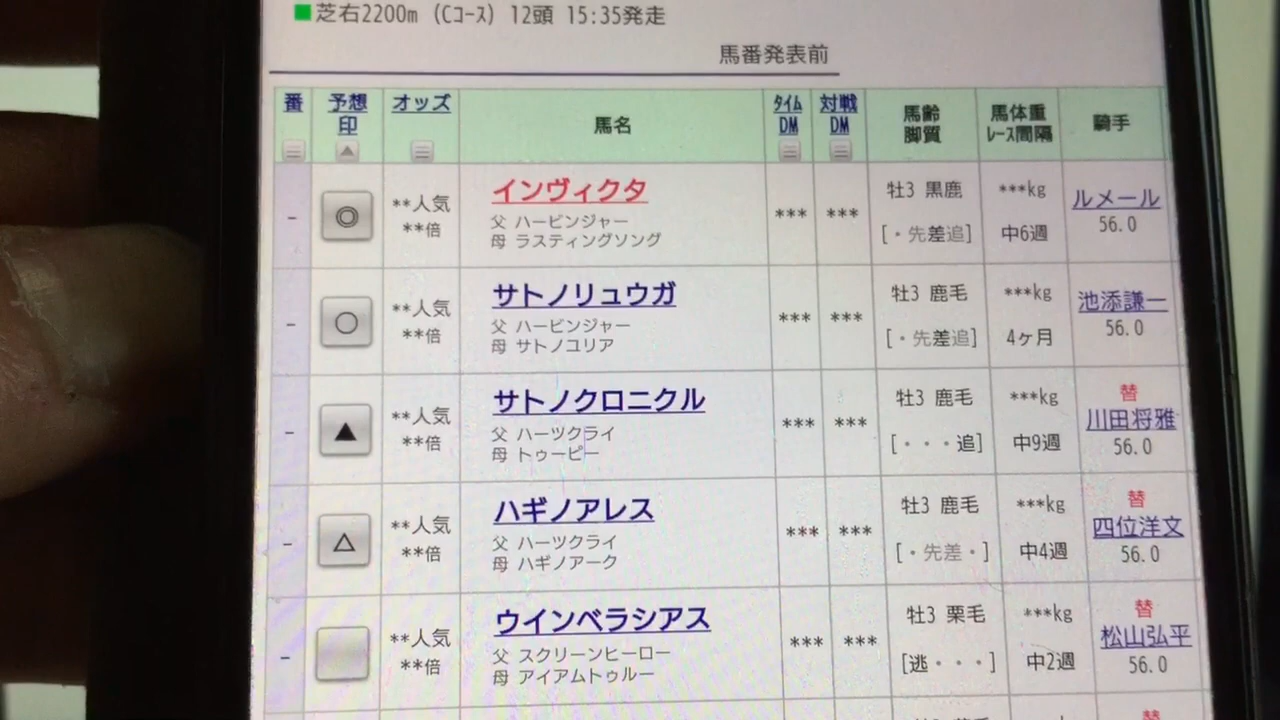 芝右2200m (Cｺｰｽ) 12頭 15:35発走
馬番発表前
番 予想印 オッズ 馬名 ﾀｲﾑDM 対戦DM 馬齢脚質 馬体重ﾚｰｽ間隔 騎手
- ◎ **人気 インヴィクタ *** *** 牡3 黒鹿 ***kg ルメール
**倍 父 ハービンジャー [・先差追] 中6週 56.0
母 ラスティングソング
- ○ **人気 サトノリュウガ *** *** 牡3 鹿毛 ***kg 池添謙一
**倍 父 ハービンジャー [・先差追] 4ヶ月 56.0
母 サトノユリア
- ▲ **人気 サトノクロニクル *** *** 牡3 鹿毛 ***kg 替 川田将雅
**倍 父 ハーツクライ [・・・追] 中9週 56.0
母 トゥーピー
- △ **人気 ハギノアレス *** *** 牡3 鹿毛 ***kg 替 四位洋文
**倍 父 ハーツクライ [・先差・] 中4週 56.0
母 ハギノアーク
- **人気 ウインベラシアス *** *** 牡3 栗毛 ***kg 替 松山弘平
**倍 父 スクリーンヒーロー [逃・・・] 中2週 56.0
母 アイアムトゥルー